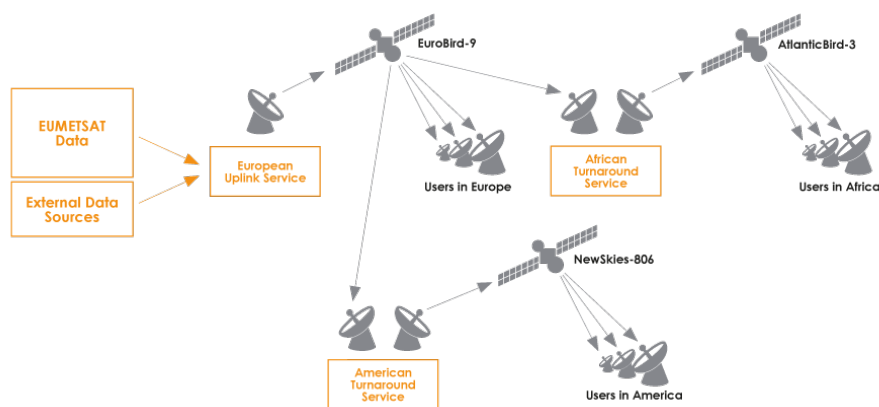 EuroBird-9
AtlanticBird-3
EUMETSAT
Data
European
Uplink Service
African
Turnaround
Service
Users in Europe
Users in Africa
External Data
Sources
NewSkies-806
American
Turnaround
Service
Users in America